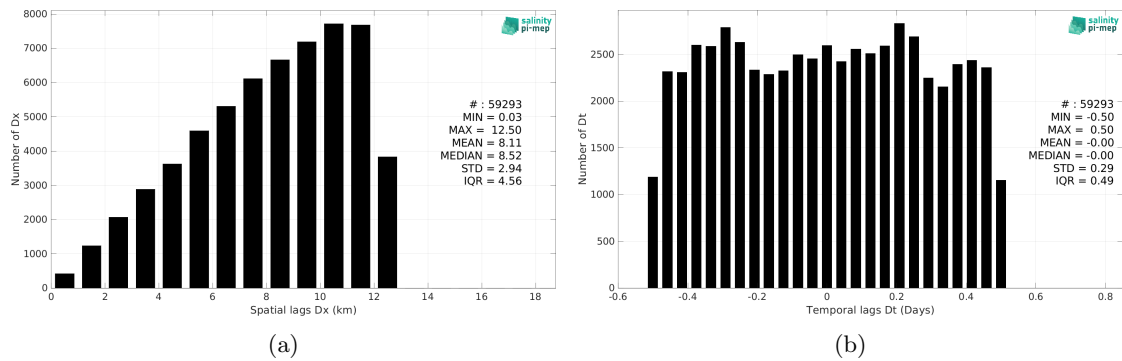 8000
7000
6000
5000
4000
3000
2000
1000
0
Number of Dx
salinity
pi-mep
# : 59293
MIN = 0.03
MAX = 12.50
MEAN = 8.11
MEDIAN = 8.52
STD = 2.94
IQR = 4.56
0 2 4 6 8 10 12 14 16 18
Spatial lags Dx (km)
(a)
2500
2000
1500
1000
500
0
Number of Dt
salinity
pi-mep
# : 59293
MIN = -0.50
MAX = 0.50
MEAN = -0.00
MEDIAN = -0.00
STD = 0.29
IQR = 0.49
-0.6 -0.4 -0.2 0 0.2 0.4 0.6 0.8
Temporal lags Dt (Days)
(b)